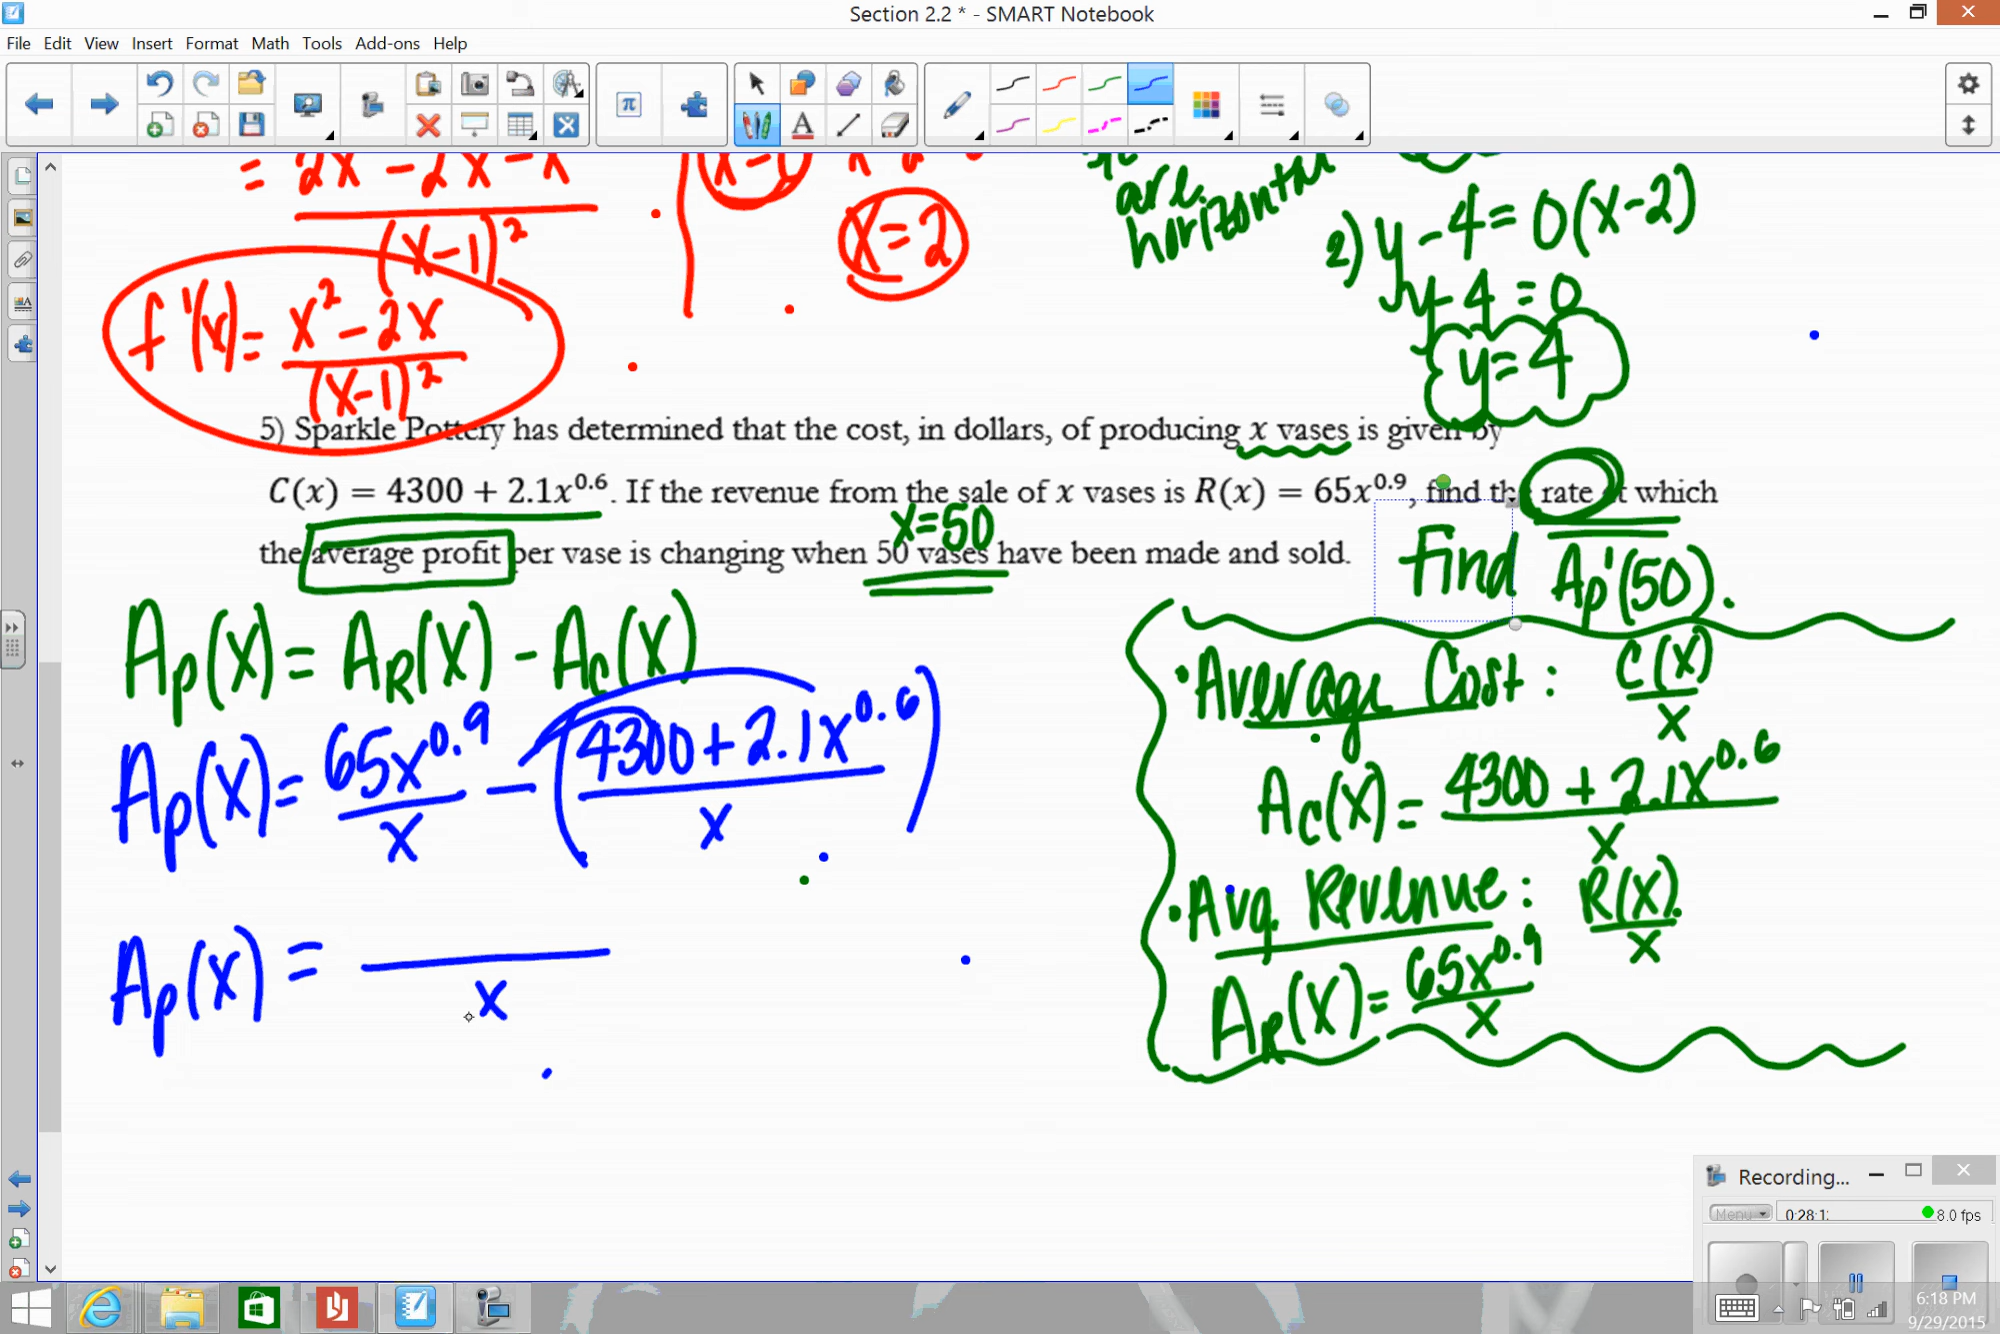 Section 2.2 * - SMART Notebook
File Edit View Insert Format Math Tools Add-ons Help
= 2x - 2x - x
(x-1)²
(x-1)
x = 2
f'(x) = x² - 2x
(x-1)²
are
horizontal
2) y - 4 = 0(x-2)
y - 4 = 0
y = 4
5) Sparkle Pottery has determined that the cost, in dollars, of producing x vases is given by
C(x) = 4300 + 2.1x^0.6. If the revenue from the sale of x vases is R(x) = 65x^0.9, find the rate at which
x=50
the average profit per vase is changing when 50 vases have been made and sold.
Find Ap'(50).
Ap(x) = AR(x) - Ac(x)
Ap(x) = 65x^0.9 / x - (4300 + 2.1x^0.6 / x)
Ap(x) = / x
• Average Cost: C(x) / x
Ac(x) = 4300 + 2.1x^0.6 / x
• Avg. Revenue: R(x) / x
AR(x) = 65x^0.9 / x
Recording...
Menu 0:28:1 8.0 fps
6:18 PM
9/29/2015